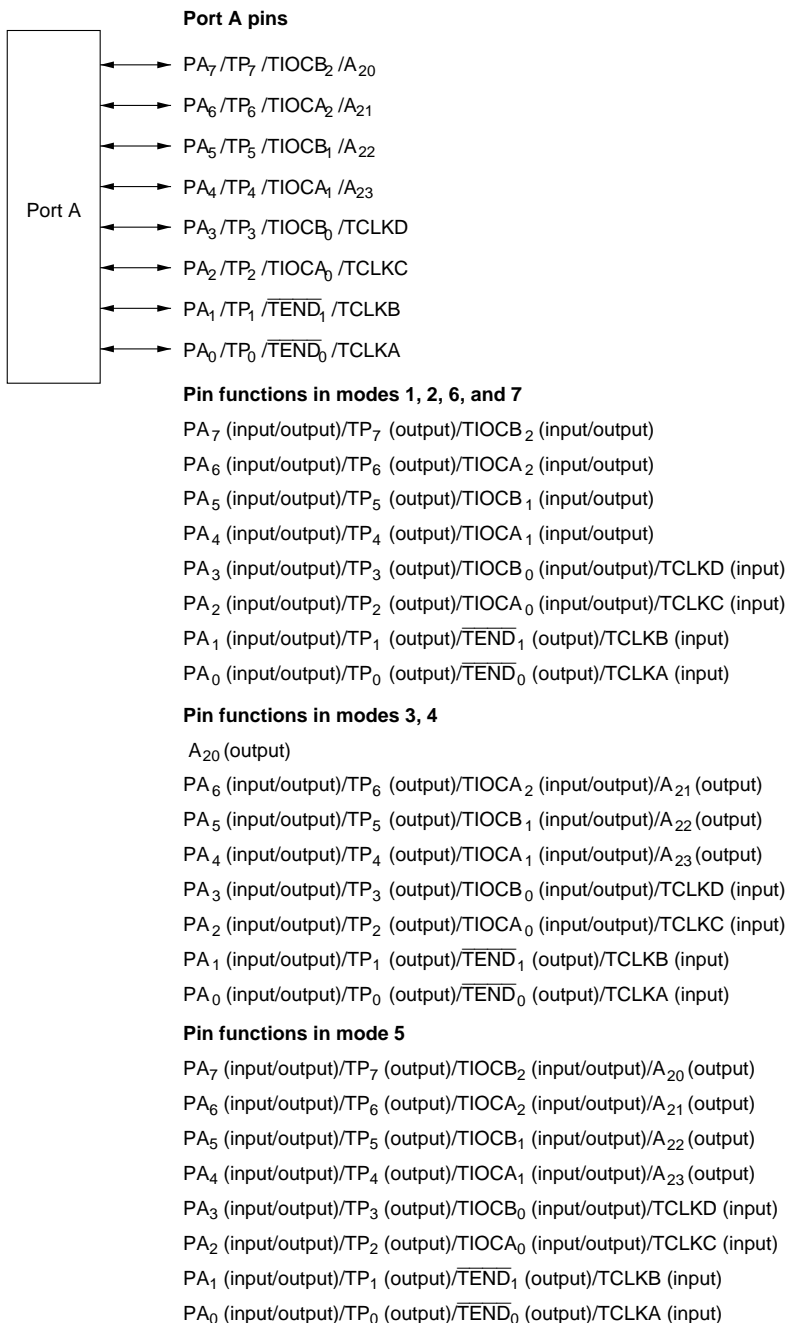 Port A pins
Port A
PA₇/TP₇/TIOCB₂/A₂₀
PA₆/TP₆/TIOCA₂/A₂₁
PA₅/TP₅/TIOCB₁/A₂₂
PA₄/TP₄/TIOCA₁/A₂₃
PA₃/TP₃/TIOCB₀/TCLKD
PA₂/TP₂/TIOCA₀/TCLKC
PA₁/TP₁/T̅E̅N̅D̅₁/TCLKB
PA₀/TP₀/T̅E̅N̅D̅₀/TCLKA
Pin functions in modes 1, 2, 6, and 7
PA₇ (input/output)/TP₇ (output)/TIOCB₂ (input/output)
PA₆ (input/output)/TP₆ (output)/TIOCA₂ (input/output)
PA₅ (input/output)/TP₅ (output)/TIOCB₁ (input/output)
PA₄ (input/output)/TP₄ (output)/TIOCA₁ (input/output)
PA₃ (input/output)/TP₃ (output)/TIOCB₀ (input/output)/TCLKD (input)
PA₂ (input/output)/TP₂ (output)/TIOCA₀ (input/output)/TCLKC (input)
PA₁ (input/output)/TP₁ (output)/T̅E̅N̅D̅₁ (output)/TCLKB (input)
PA₀ (input/output)/TP₀ (output)/T̅E̅N̅D̅₀ (output)/TCLKA (input)
Pin functions in modes 3, 4
A₂₀ (output)
PA₆ (input/output)/TP₆ (output)/TIOCA₂ (input/output)/A₂₁ (output)
PA₅ (input/output)/TP₅ (output)/TIOCB₁ (input/output)/A₂₂ (output)
PA₄ (input/output)/TP₄ (output)/TIOCA₁ (input/output)/A₂₃ (output)
PA₃ (input/output)/TP₃ (output)/TIOCB₀ (input/output)/TCLKD (input)
PA₂ (input/output)/TP₂ (output)/TIOCA₀ (input/output)/TCLKC (input)
PA₁ (input/output)/TP₁ (output)/T̅E̅N̅D̅₁ (output)/TCLKB (input)
PA₀ (input/output)/TP₀ (output)/T̅E̅N̅D̅₀ (output)/TCLKA (input)
Pin functions in mode 5
PA₇ (input/output)/TP₇ (output)/TIOCB₂ (input/output)/A₂₀ (output)
PA₆ (input/output)/TP₆ (output)/TIOCA₂ (input/output)/A₂₁ (output)
PA₅ (input/output)/TP₅ (output)/TIOCB₁ (input/output)/A₂₂ (output)
PA₄ (input/output)/TP₄ (output)/TIOCA₁ (input/output)/A₂₃ (output)
PA₃ (input/output)/TP₃ (output)/TIOCB₀ (input/output)/TCLKD (input)
PA₂ (input/output)/TP₂ (output)/TIOCA₀ (input/output)/TCLKC (input)
PA₁ (input/output)/TP₁ (output)/T̅E̅N̅D̅₁ (output)/TCLKB (input)
PA₀ (input/output)/TP₀ (output)/T̅E̅N̅D̅₀ (output)/TCLKA (input)